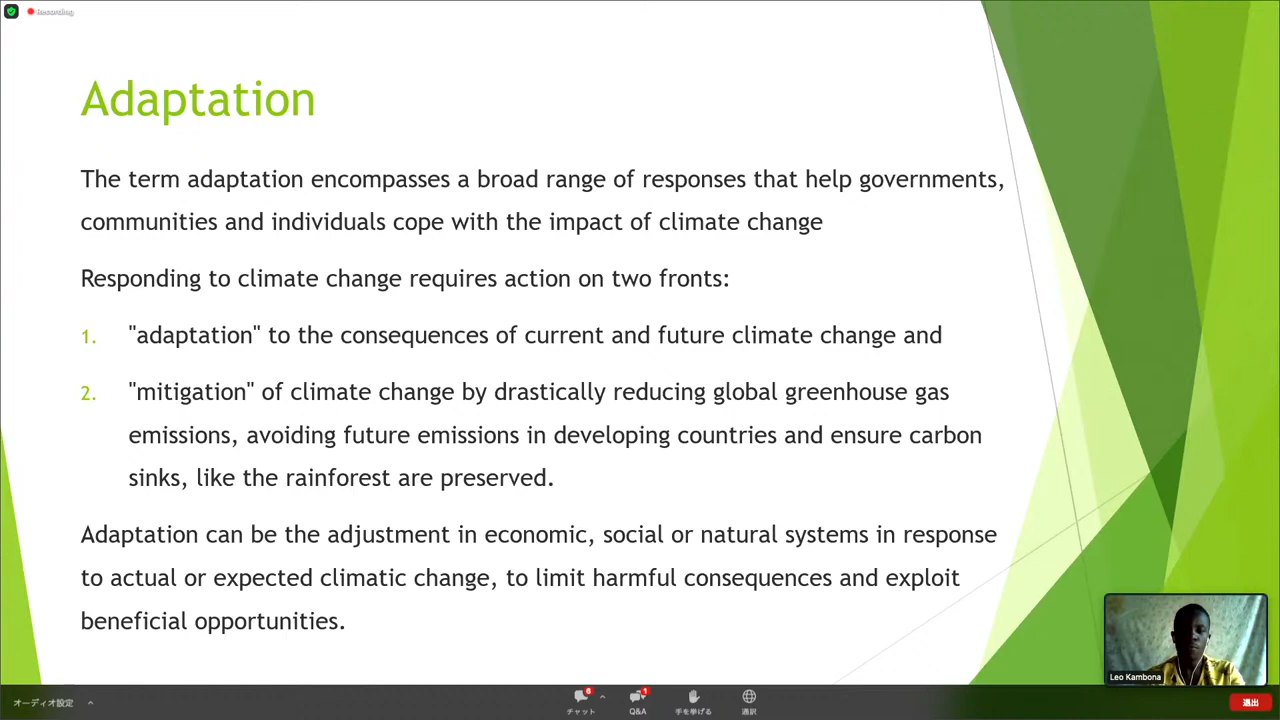 Recording
Adaptation
The term adaptation encompasses a broad range of responses that help governments,
communities and individuals cope with the impact of climate change
Responding to climate change requires action on two fronts:
1. "adaptation" to the consequences of current and future climate change and
2. "mitigation" of climate change by drastically reducing global greenhouse gas
emissions, avoiding future emissions in developing countries and ensure carbon
sinks, like the rainforest are preserved.
Adaptation can be the adjustment in economic, social or natural systems in response
to actual or expected climatic change, to limit harmful consequences and exploit
beneficial opportunities.
Leo Kambona
オーディオ設定
6
チャット
1
Q&A
手を挙げる
通訳
退出